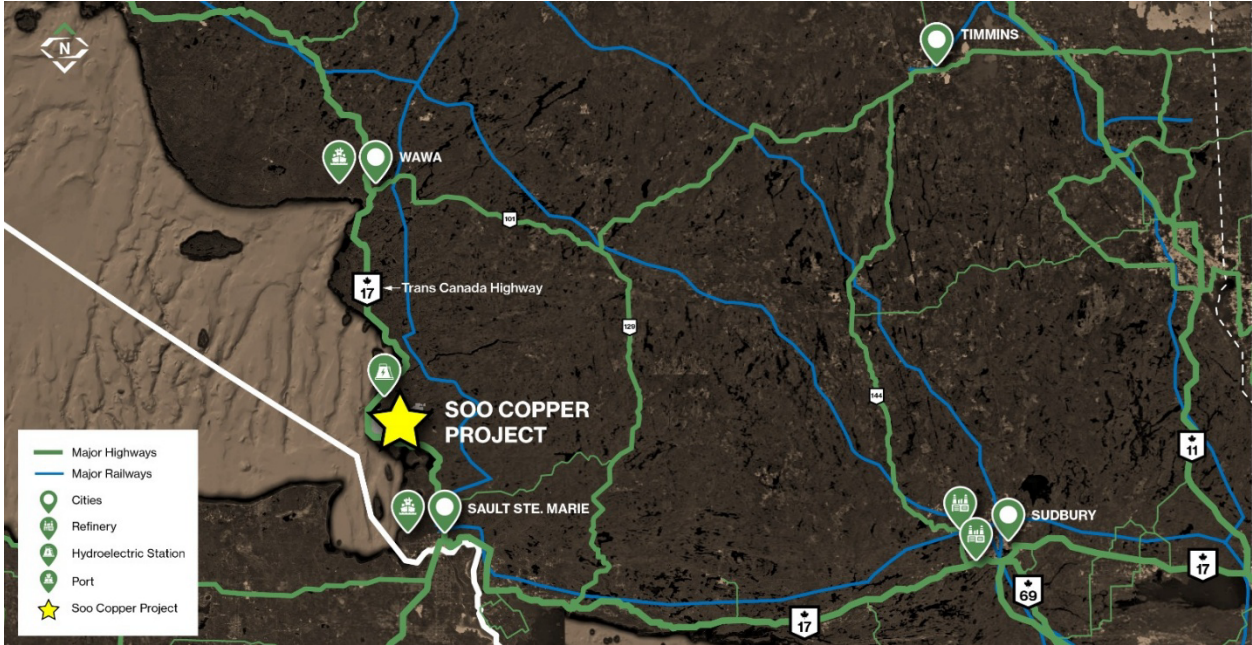 N
TIMMINS
WAWA
101
17
Trans Canada Highway
129
SOO COPPER
PROJECT
144
11
Major Highways
Major Railways
Cities
Refinery
Hydroelectric Station
Port
Soo Copper Project
SAULT STE. MARIE
SUDBURY
17
69
17